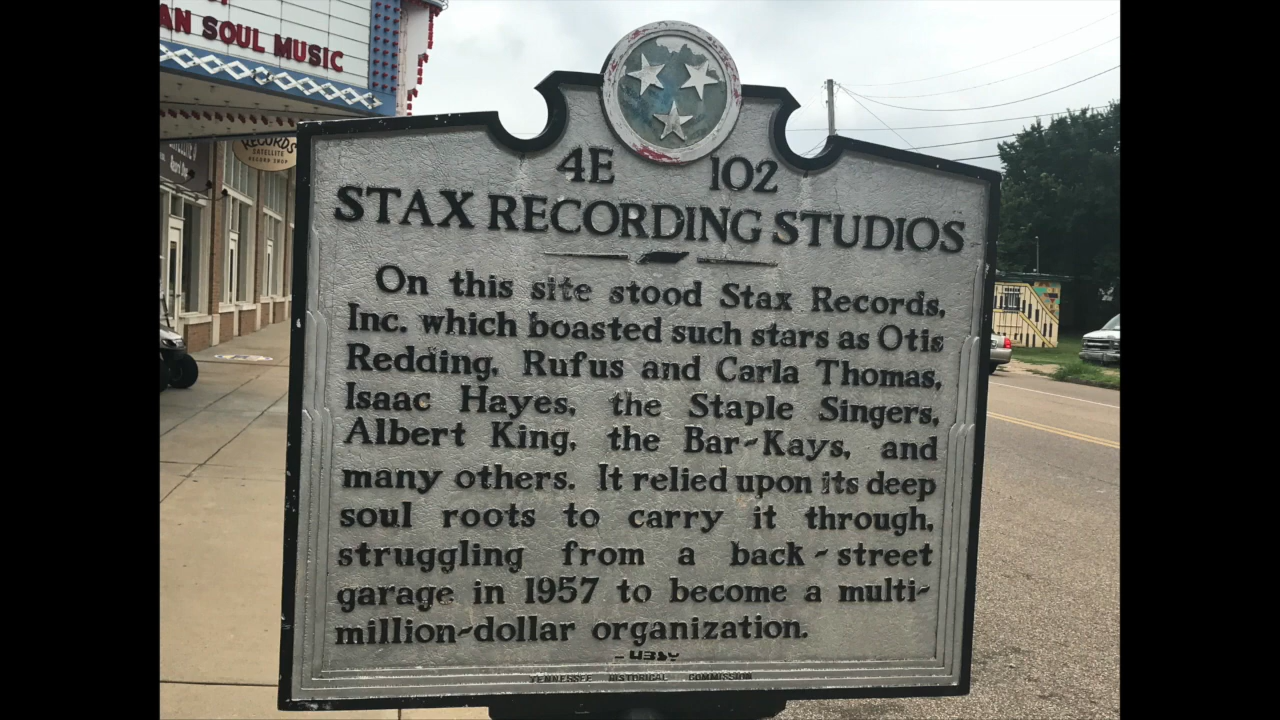 AN SOUL MUSIC
RECORDS
SATELLITE
RECORD SHOP
4E 102
STAX RECORDING STUDIOS
On this site stood Stax Records,
Inc. which boasted such stars as Otis
Redding, Rufus and Carla Thomas,
Isaac Hayes, the Staple Singers,
Albert King, the Bar-Kays, and
many others. It relied upon its deep
soul roots to carry it through,
struggling from a back-street
garage in 1957 to become a multi-
million-dollar organization.
TENNESSEE HISTORICAL COMMISSION